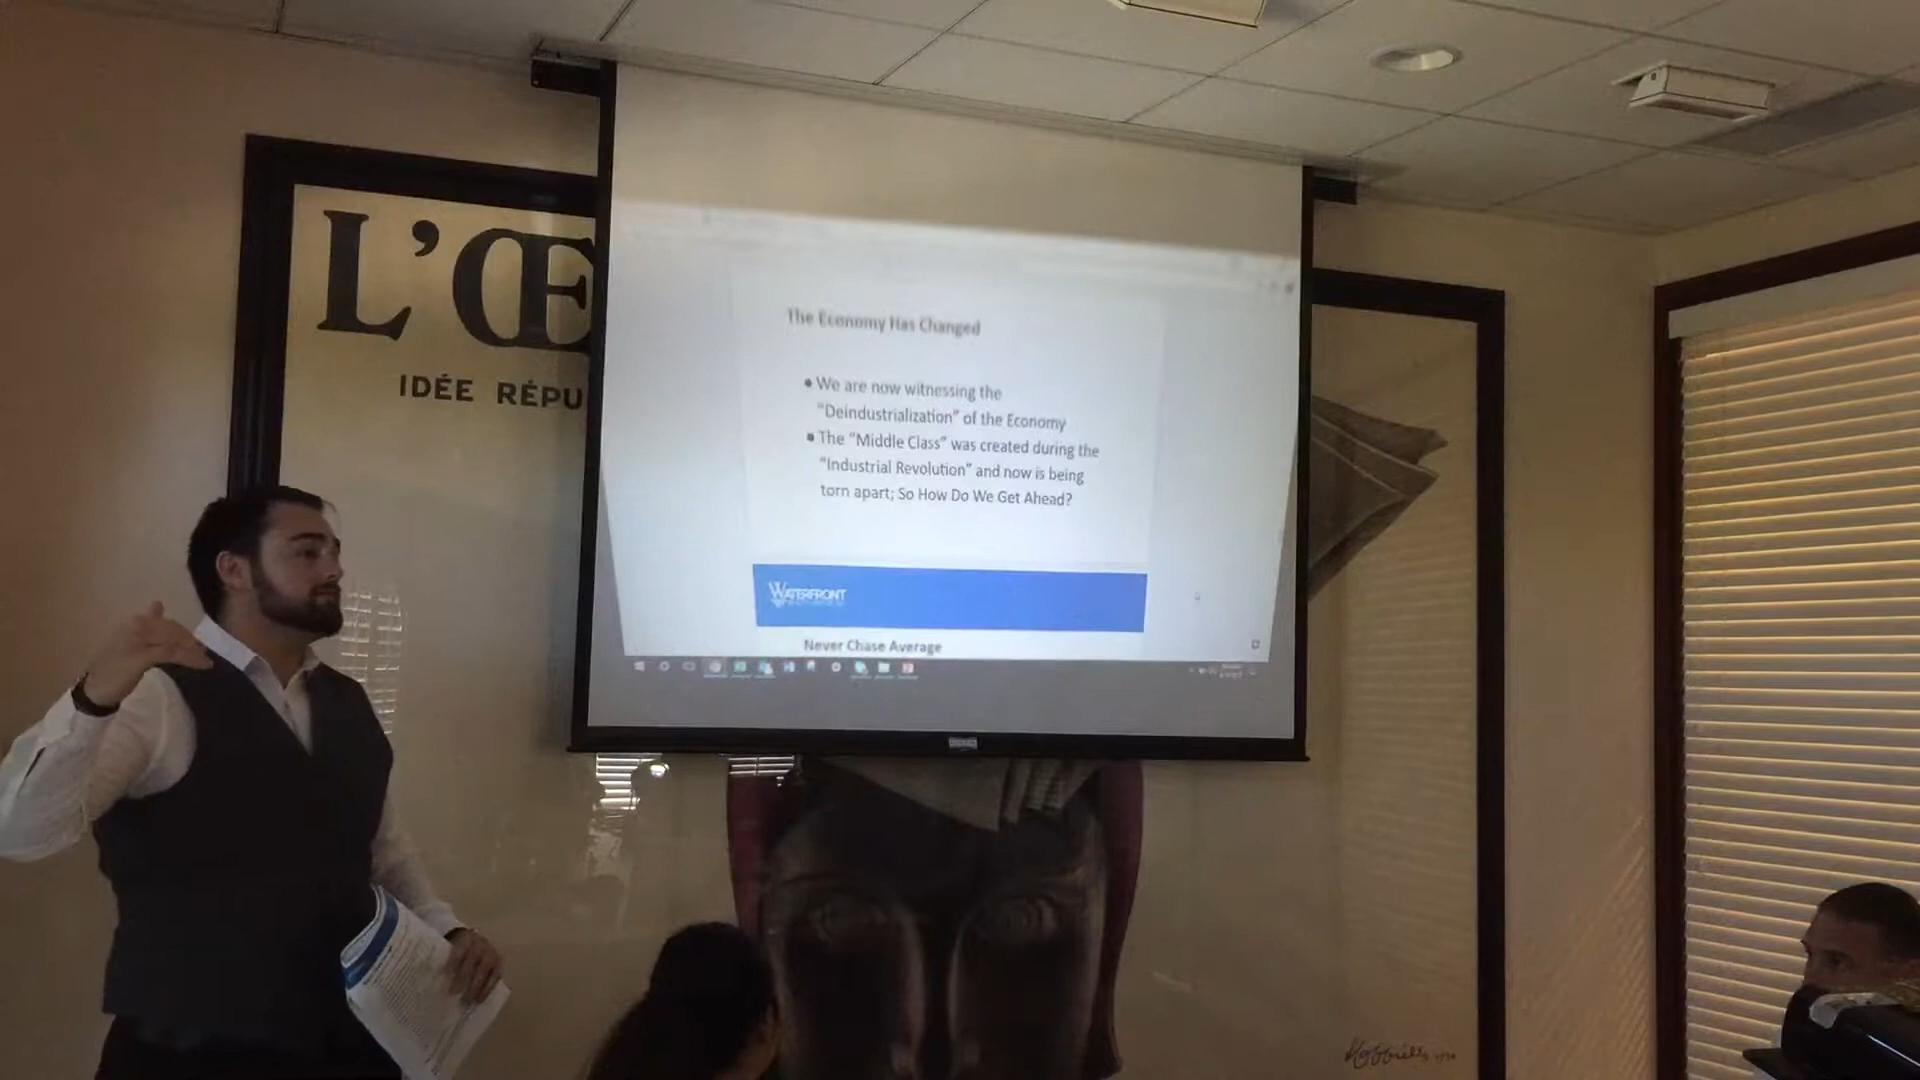 L'Œ
IDÉE RÉPU
The Economy Has Changed
• We are now witnessing the
"Deindustrialization" of the Economy
• The "Middle Class" was created during the
"Industrial Revolution" and now is being
torn apart; So How Do We Get Ahead?
WATERFRONT
Never Chase Average